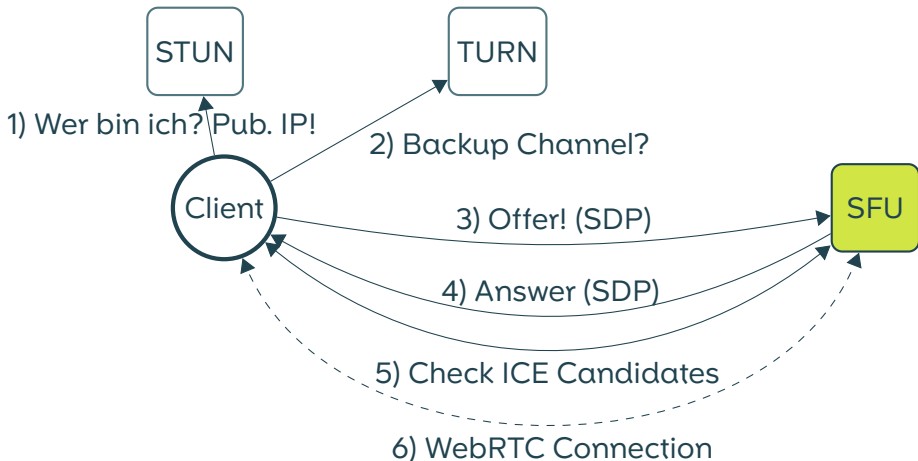 STUN
TURN
1) Wer bin ich? Pub. IP!
2) Backup Channel?
Client
SFU
3) Offer! (SDP)
4) Answer (SDP)
5) Check ICE Candidates
6) WebRTC Connection